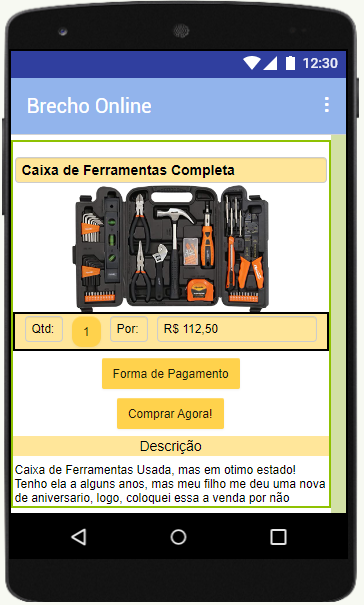 12:30
Brecho Online
Caixa de Ferramentas Completa
Qtd: 1 Por: R$ 112,50
Forma de Pagamento
Comprar Agora!
Descrição
Caixa de Ferramentas Usada, mas em otimo estado!
Tenho ela a alguns anos, mas meu filho me deu uma nova
de aniversario, logo, coloquei essa a venda por não